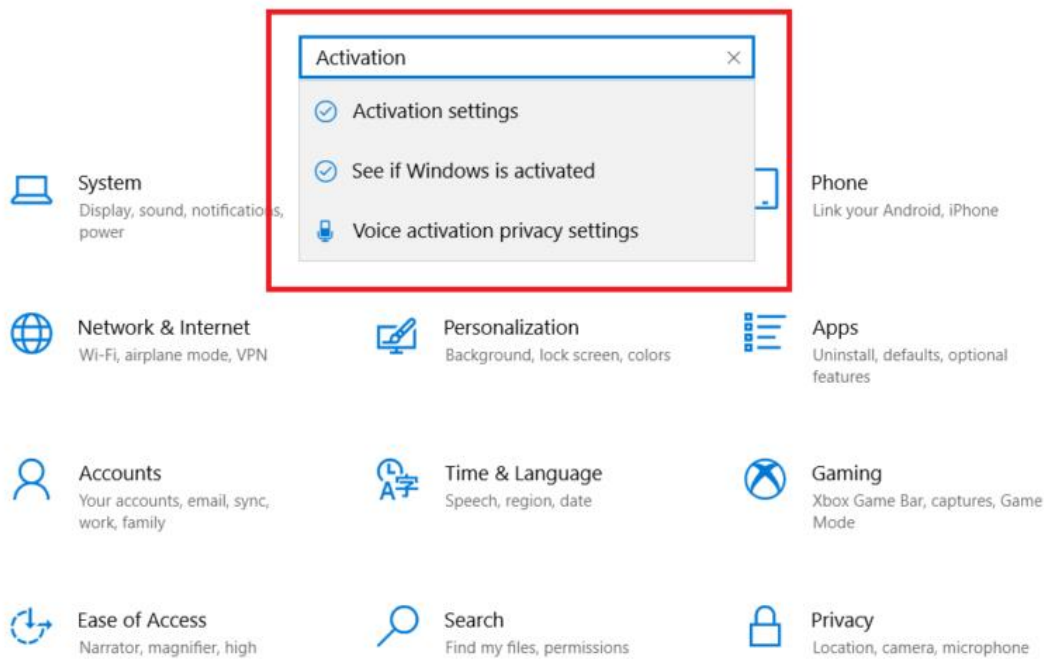 Activation
Activation settings
See if Windows is activated
Voice activation privacy settings
System
Display, sound, notifications,
power
Phone
Link your Android, iPhone
Network & Internet
Wi-Fi, airplane mode, VPN
Personalization
Background, lock screen, colors
Apps
Uninstall, defaults, optional
features
Accounts
Your accounts, email, sync,
work, family
Time & Language
Speech, region, date
Gaming
Xbox Game Bar, captures, Game
Mode
Ease of Access
Narrator, magnifier, high
Search
Find my files, permissions
Privacy
Location, camera, microphone